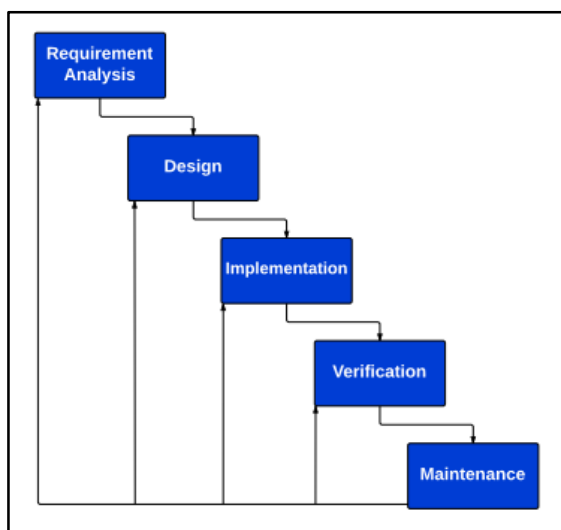 Requirement
Analysis
Design
Implementation
Verification
Maintenance